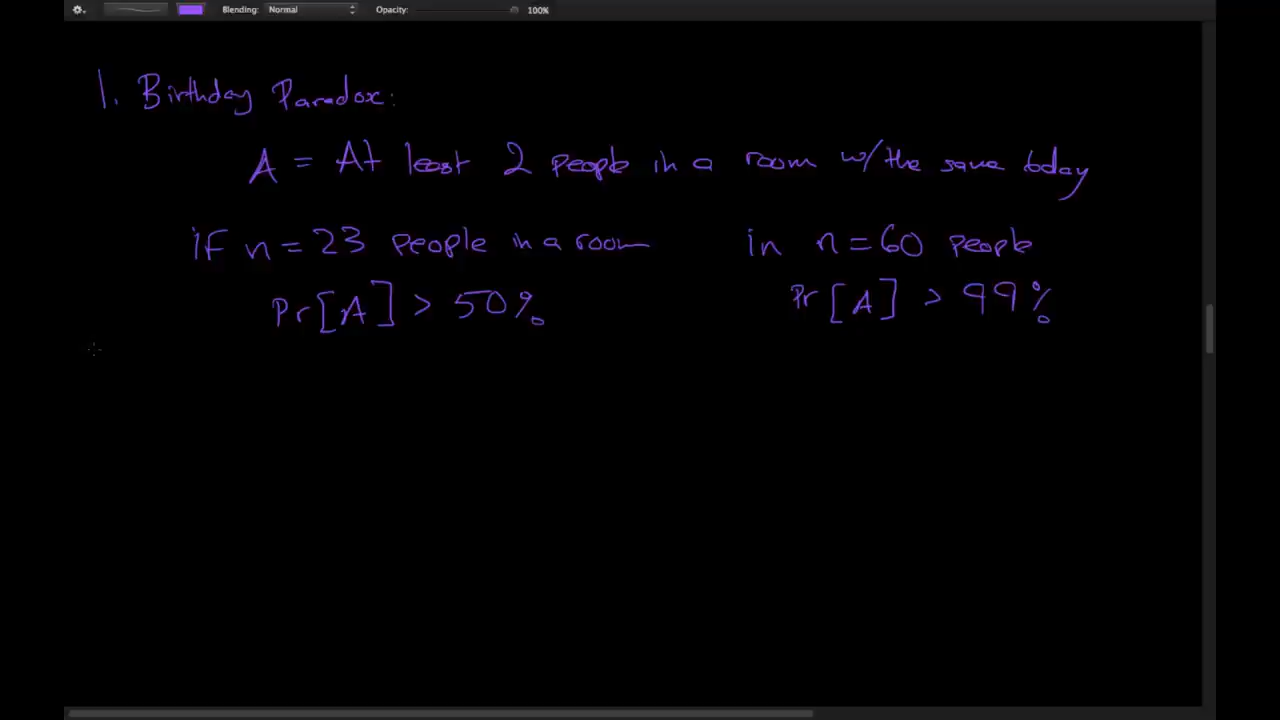 Blending: Normal Opacity: 100%
1. Birthday Paradox:
A = At least 2 people in a room w/the same bday
if n = 23 people in a room in n = 60 people
Pr[A] > 50% Pr[A] > 99%